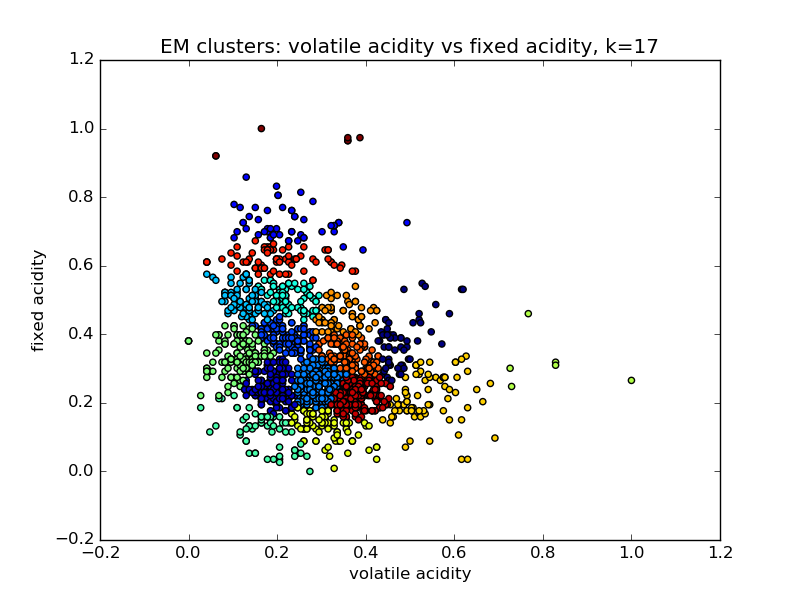 EM clusters: volatile acidity vs fixed acidity, k=17
1.2
1.0
0.8
0.6
0.4
0.2
0.0
−0.2
fixed acidity
−0.2 0.0 0.2 0.4 0.6 0.8 1.0 1.2
volatile acidity